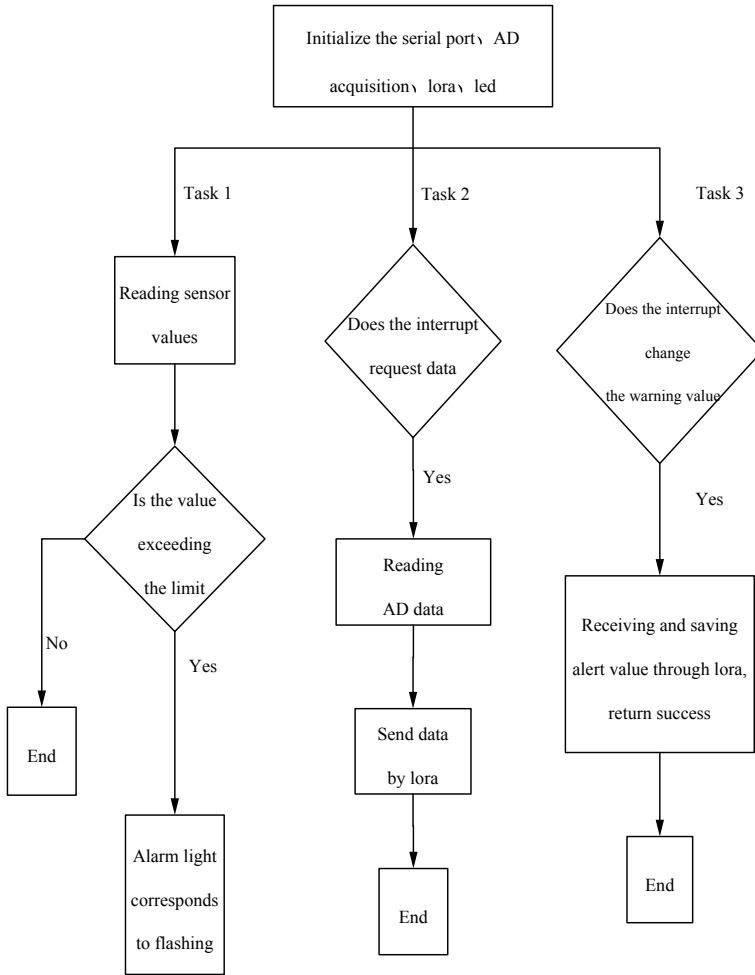 Initialize the serial port、AD
acquisition、lora、led
Task 1
Task 2
Task 3
Reading sensor
values
Does the interrupt
request data
Does the interrupt
change
the warning value
Yes
Yes
Is the value
exceeding
the limit
Reading
AD data
Receiving and saving
alert value through lora,
return success
No
Yes
End
Send data
by lora
Alarm light
corresponds
to flashing
End
End